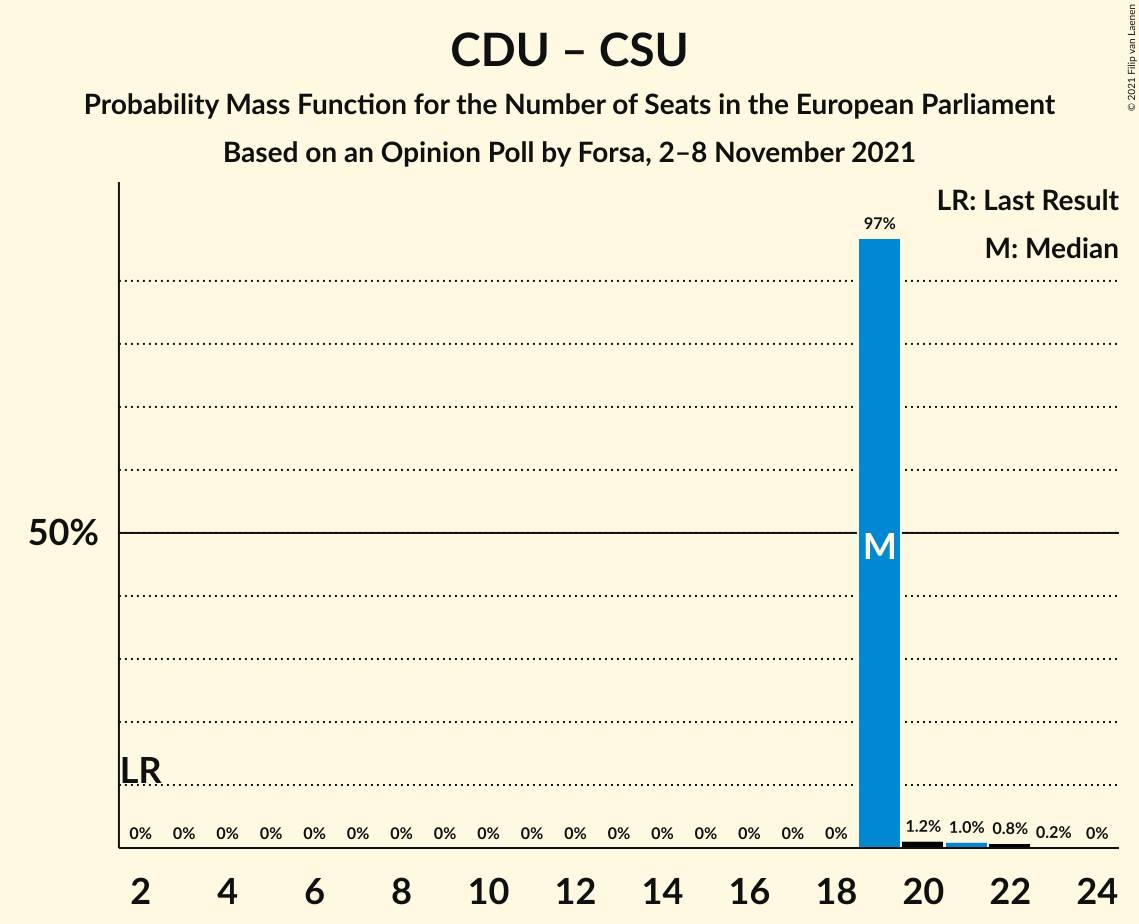 CDU – CSU
Probability Mass Function for the Number of Seats in the European Parliament
Based on an Opinion Poll by Forsa, 2–8 November 2021
© 2021 Filip van Laenen
LR: Last Result
M: Median
97%
50%
M
LR
0% 0% 0% 0% 0% 0% 0% 0% 0% 0% 0% 0% 0% 0% 0% 0% 0% 1.2% 1.0% 0.8% 0.2% 0%
2 4 6 8 10 12 14 16 18 20 22 24